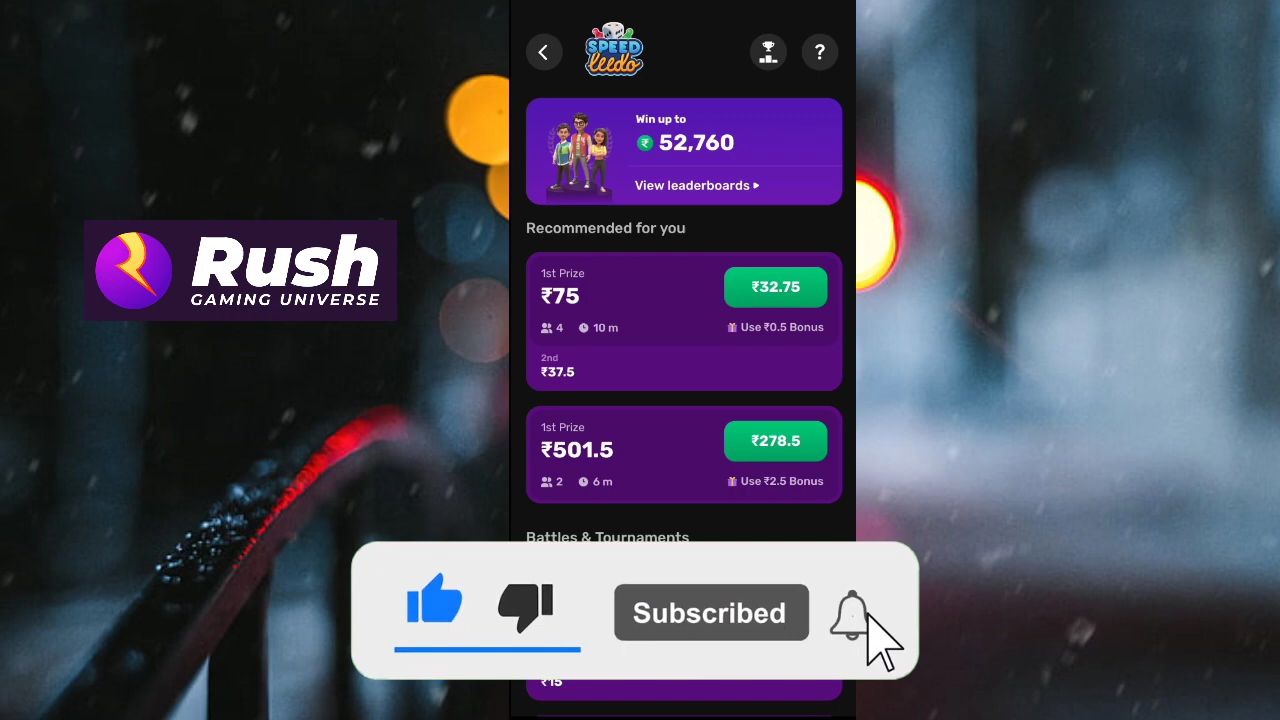 SPEED
leedo
?
Win up to
₹ 52,760
View leaderboards
Recommended for you
1st Prize
₹75
₹32.75
4 10 m
Use ₹0.5 Bonus
2nd
₹37.5
1st Prize
₹501.5
₹278.5
2 6 m
Use ₹2.5 Bonus
Battles & Tournaments
Rush
GAMING UNIVERSE
Subscribed
₹15